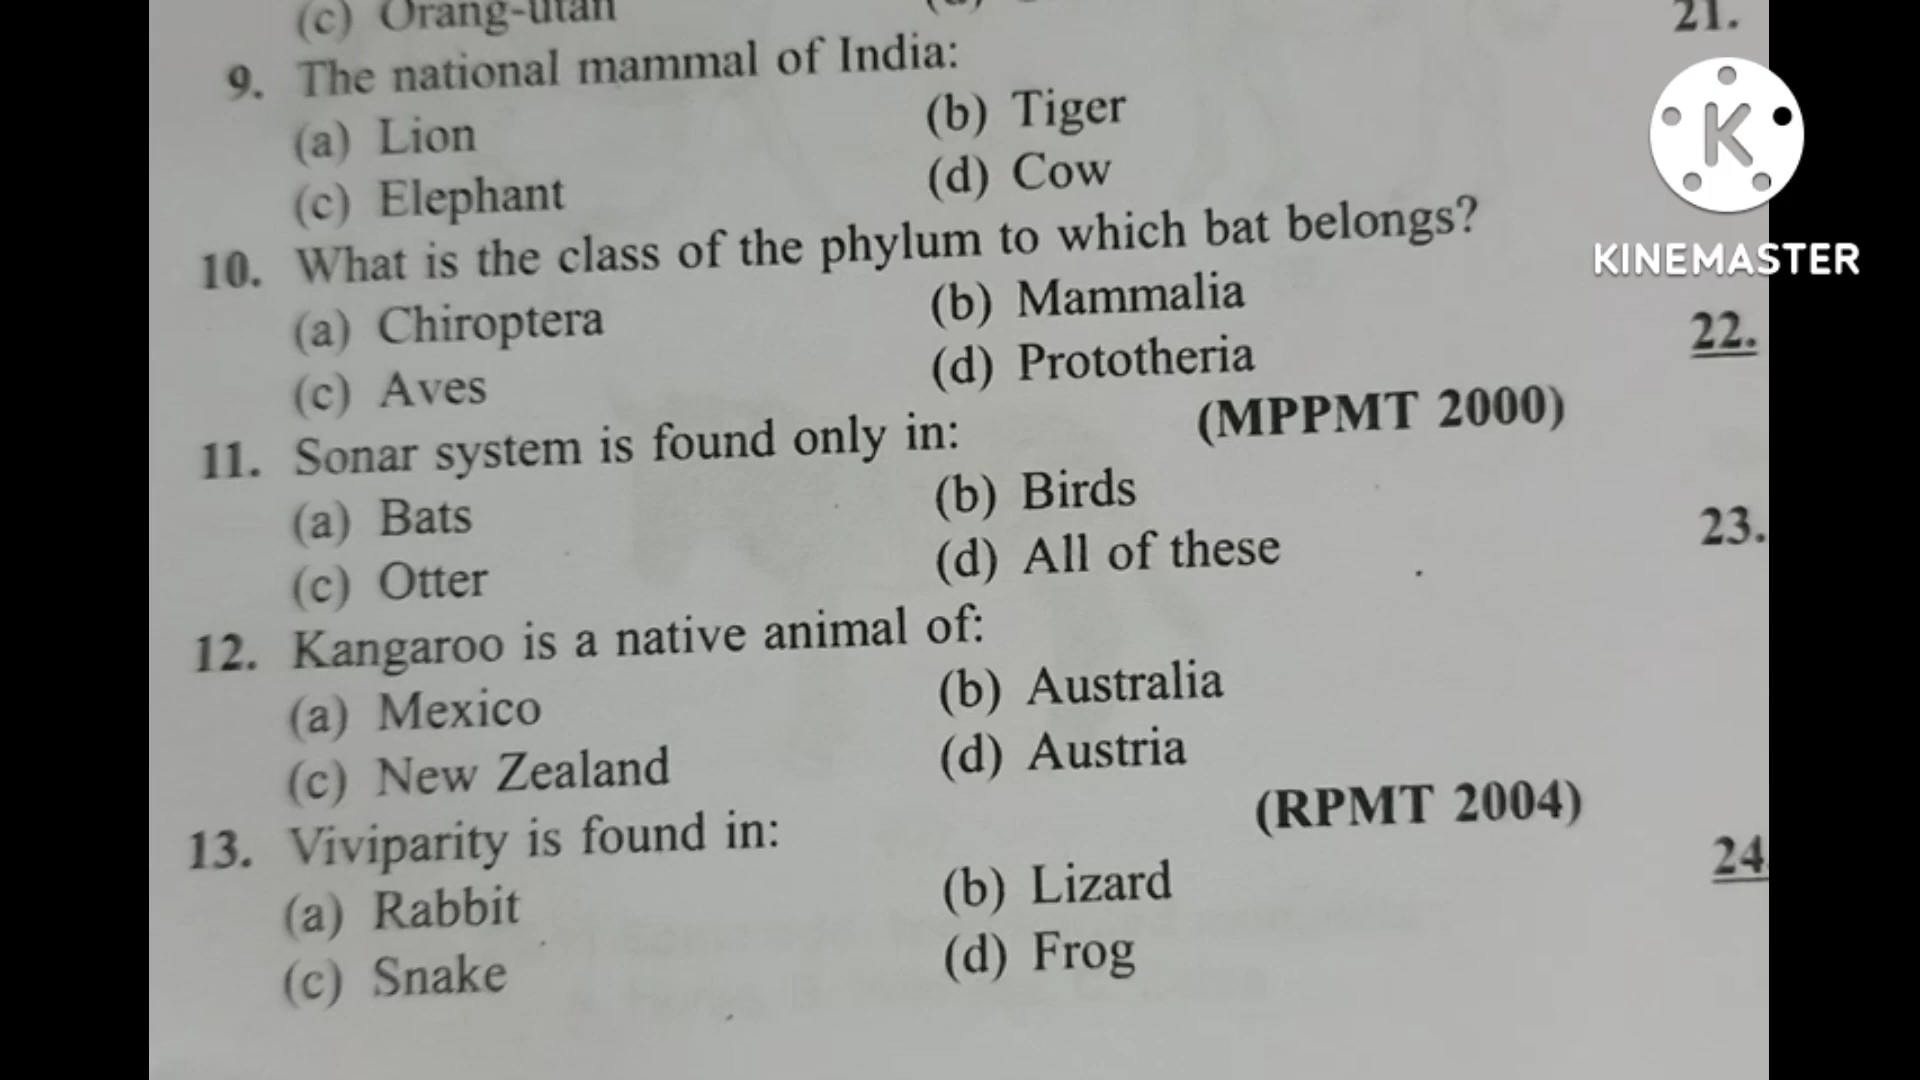 (c) Orang-utan
21.
9. The national mammal of India:
(a) Lion (b) Tiger
(c) Elephant (d) Cow
10. What is the class of the phylum to which bat belongs?
(a) Chiroptera (b) Mammalia
(c) Aves (d) Prototheria
(MPPMT 2000)
11. Sonar system is found only in:
(a) Bats (b) Birds
(c) Otter (d) All of these
12. Kangaroo is a native animal of:
(a) Mexico (b) Australia
(c) New Zealand (d) Austria
(RPMT 2004)
13. Viviparity is found in:
(a) Rabbit (b) Lizard
(c) Snake (d) Frog
K
KINEMASTER
22.
23.
24.